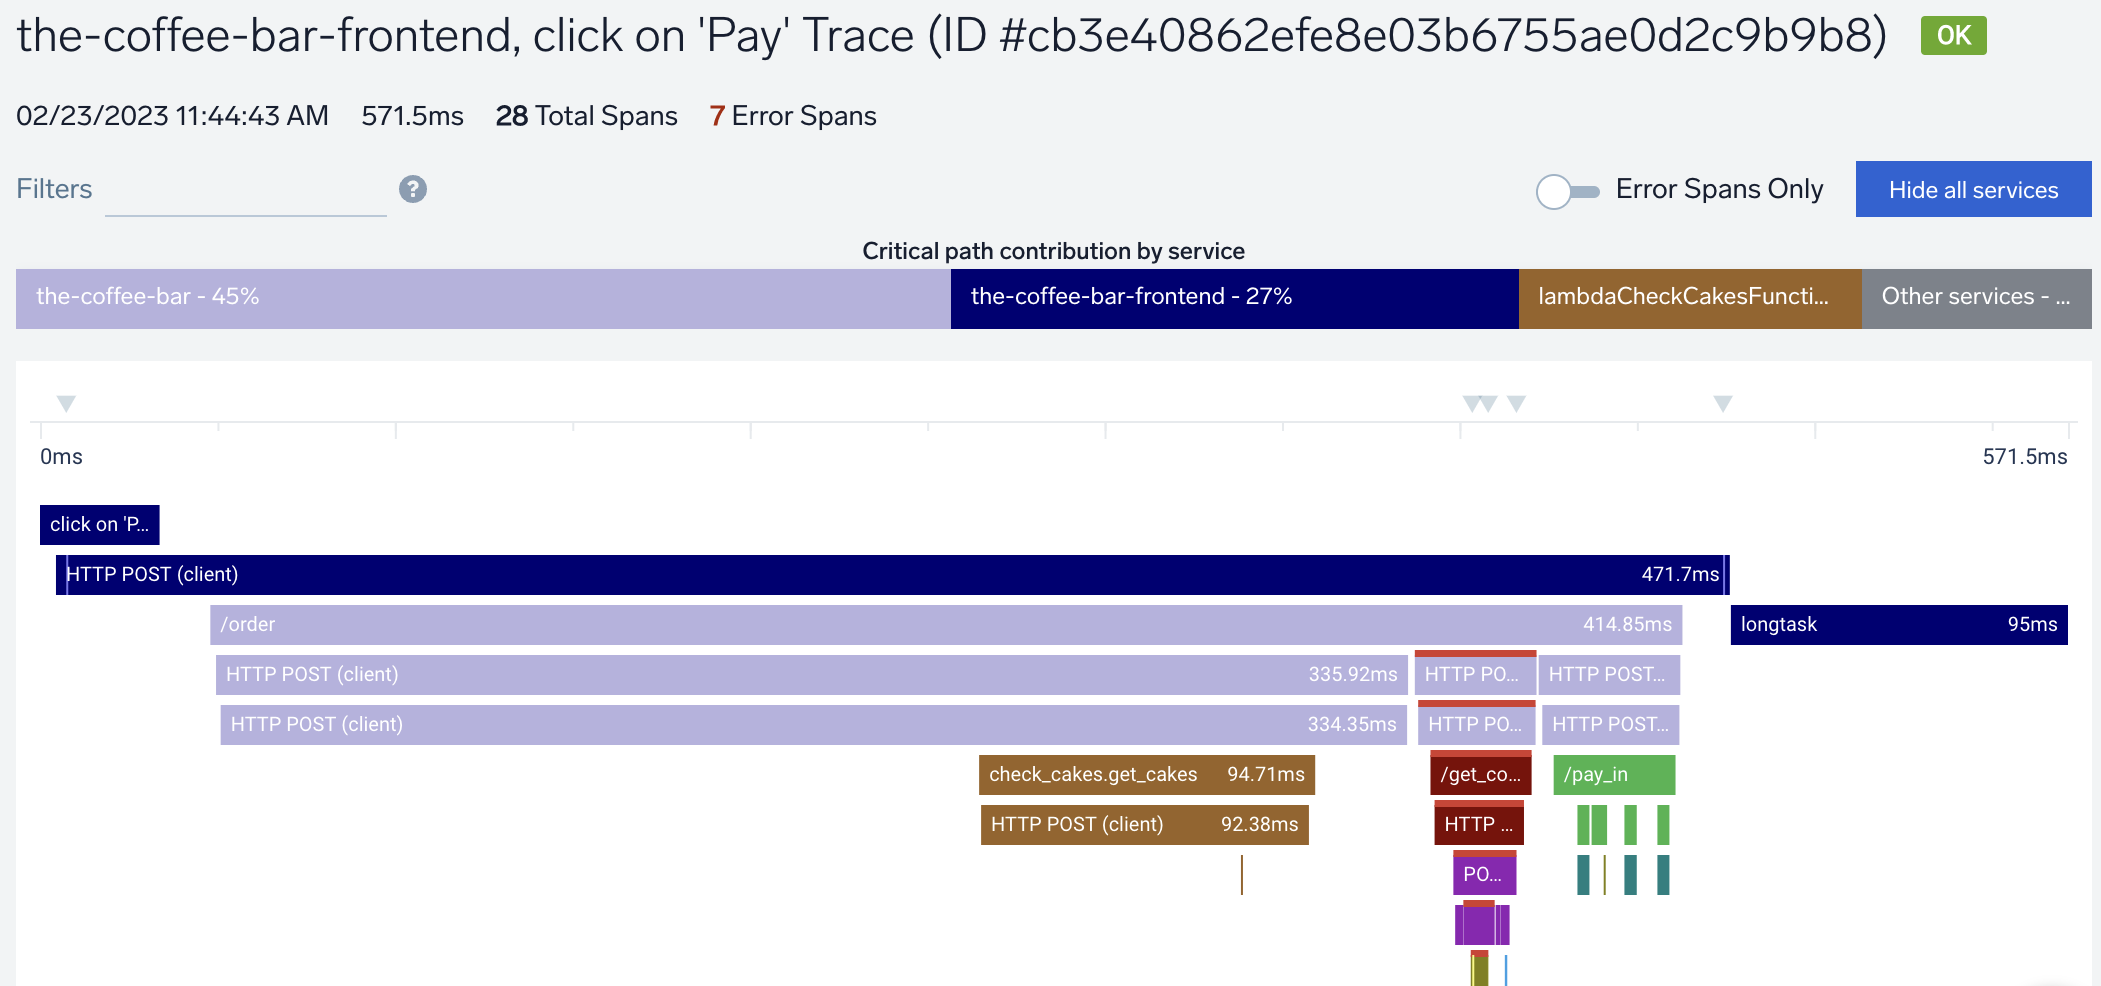 the-coffee-bar-frontend, click on 'Pay' Trace (ID #cb3e40862efe8e03b6755ae0d2c9b9b8) OK
02/23/2023 11:44:43 AM 571.5ms 28 Total Spans 7 Error Spans
Filters ? Error Spans Only Hide all services
Critical path contribution by service
the-coffee-bar - 45% the-coffee-bar-frontend - 27% lambdaCheckCakesFuncti... Other services - ...
0ms 571.5ms
click on 'P...
HTTP POST (client) 471.7ms
/order 414.85ms longtask 95ms
HTTP POST (client) 335.92ms HTTP PO... HTTP POST...
HTTP POST (client) 334.35ms HTTP PO... HTTP POST...
check_cakes.get_cakes 94.71ms /get_co... /pay_in
HTTP POST (client) 92.38ms HTTP ...
PO...